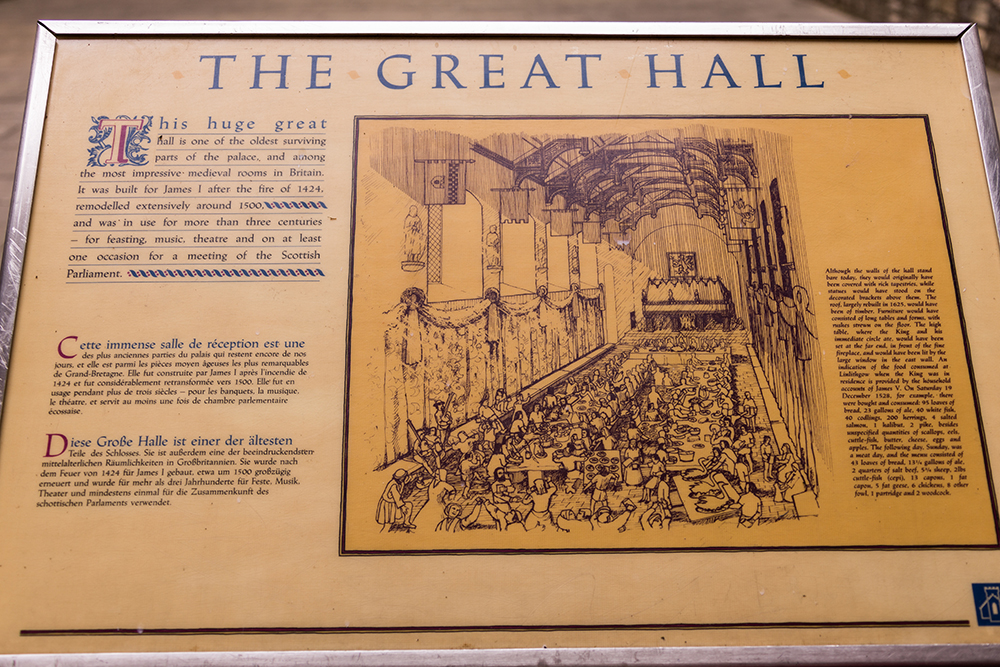 THE GREAT HALL
This huge great
hall is one of the oldest surviving
parts of the palace, and among
the most impressive medieval rooms in Britain.
It was built for James I after the fire of 1424,
remodelled extensively around 1500,
and was in use for more than three centuries
– for feasting, music, theatre and on at least
one occasion for a meeting of the Scottish
Parliament.
Cette immense salle de réception est une
des plus anciennes parties du palais qui restent encore de nos
jours, et elle est parmi les pièces moyen âgeuses les plus remarquables
de Grand-Bretagne. Elle fut construite par James I après l'incendie de
1424 et fut considérablement retransformée vers 1500. Elle fut en
usage pendant plus de trois siècles – pour les banquets, la musique,
le théatre, et servit au moins une fois de chambre parlementaire
écossaise.
Diese Große Halle ist einer der ältesten
Teile des Schlosses. Sie ist außerdem eine der beeindruckendsten
mittelalterlichen Räumlichkeiten in Großbritannien. Sie wurde nach
dem Feuer von 1424 für James I gebaut, etwa um 1500 großzügig
erneuert und wurde für mehr als drei Jahrhunderte für Feste, Musik,
Theater und mindestens einmal für die Zusammenkunft des
schottischen Parlaments verwendet.
Although the walls of the hall stand
bare today, they would originally have
been covered with rich tapestries, while
statues would have stood on the
decorated brackets above them. The
roof, largely rebuilt in 1625, would have
been of timber. Furniture would have
consisted of long tables and forms, with
rushes strewn on the floor. The high
table, where the King and his
immediate circle ate, would have been
set at the far end, in front of the fine
fireplace, and would have been lit by the
large window in the east wall. An
indication of the food consumed at
Linlithgow where the King was in
residence is provided by the household
accounts of James V. On Saturday 19
December 1528, for example, there
were bought and consumed: 95 loaves of
bread, 23 gallons of ale, 40 white fish,
40 codlings, 200 herrings, 4 salted
salmon, 1 halibut, 2 pike, besides
unspecified quantities of scallops, eels,
cuttle-fish, butter, cheese, eggs and
apples. The following day, Sunday, was
a meat day, and the menu consisted of
43 loaves of bread, 13½ gallons of ale,
2 quarters of salt beef, 5¾ sheep, 2lbs
cuttle-fish (cepi), 13 capons, 1 fat
capon, 5 fat geese, 6 chickens, 8 other
fowl, 1 partridge and 2 woodcock.